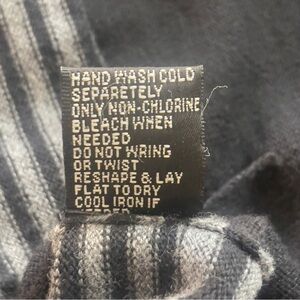 HAND WASH COLD
SEPARETELY
ONLY NON-CHLORINE
BLEACH WHEN
NEEDED
DO NOT WRING
OR TWIST
RESHAPE & LAY
FLAT TO DRY
COOL IRON IF
NEEDED